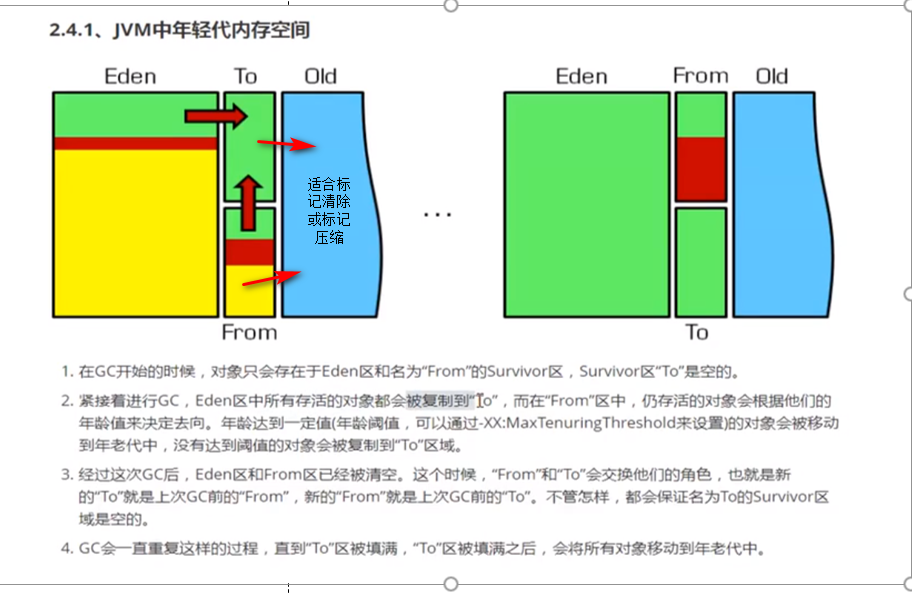 2.4.1、JVM中年轻代内存空间
Eden To Old Eden From Old
适合标
记清除
或标记
压缩
...
From To
1. 在GC开始的时候，对象只会存在于Eden区和名为“From”的Survivor区，Survivor区“To”是空的。
2. 紧接着进行GC，Eden区中所有存活的对象都会被复制到“To”，而在“From”区中，仍存活的对象会根据他们的
年龄值来决定去向。年龄达到一定值(年龄阈值，可以通过-XX:MaxTenuringThreshold来设置)的对象会被移动
到年老代中，没有达到阈值的对象会被复制到“To”区域。
3. 经过这次GC后，Eden区和From区已经被清空。这个时候，“From”和“To”会交换他们的角色，也就是新
的“To”就是上次GC前的“From”，新的“From”就是上次GC前的“To”。不管怎样，都会保证名为To的Survivor区
域是空的。
4. GC会一直重复这样的过程，直到“To”区被填满，“To”区被填满之后，会将所有对象移动到年老代中。